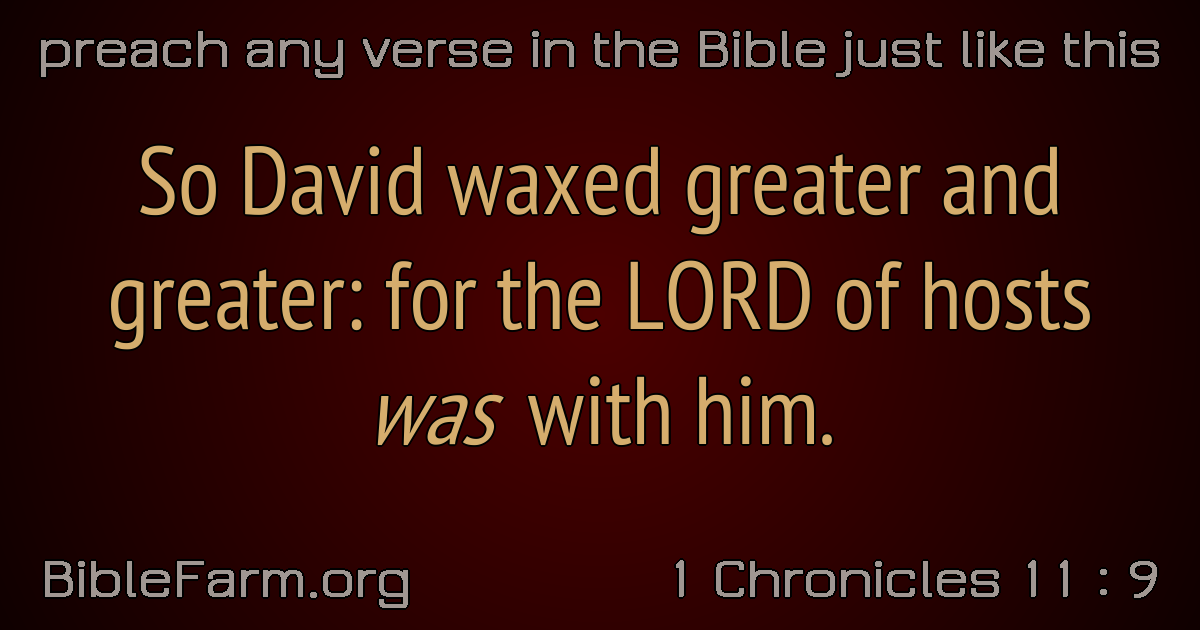 preach any verse in the Bible just like this
So David waxed greater and
greater: for the LORD of hosts
was with him.
BibleFarm.org
1 Chronicles 11 : 9